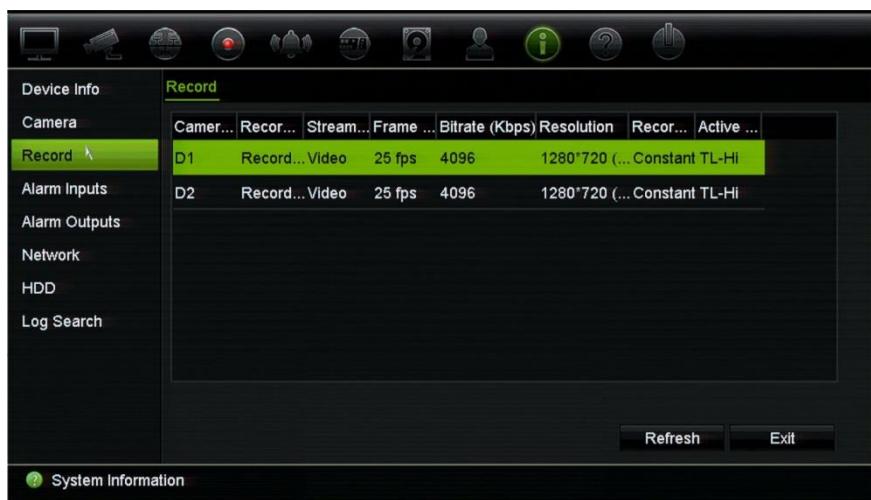 Device Info
Record
Camera
Camer... Recor... Stream... Frame ... Bitrate (Kbps) Resolution Recor... Active ...
Record
D1 Record... Video 25 fps 4096 1280*720 (... Constant TL-Hi
Alarm Inputs
D2 Record... Video 25 fps 4096 1280*720 (... Constant TL-Hi
Alarm Outputs
Network
HDD
Log Search
Refresh Exit
System Information